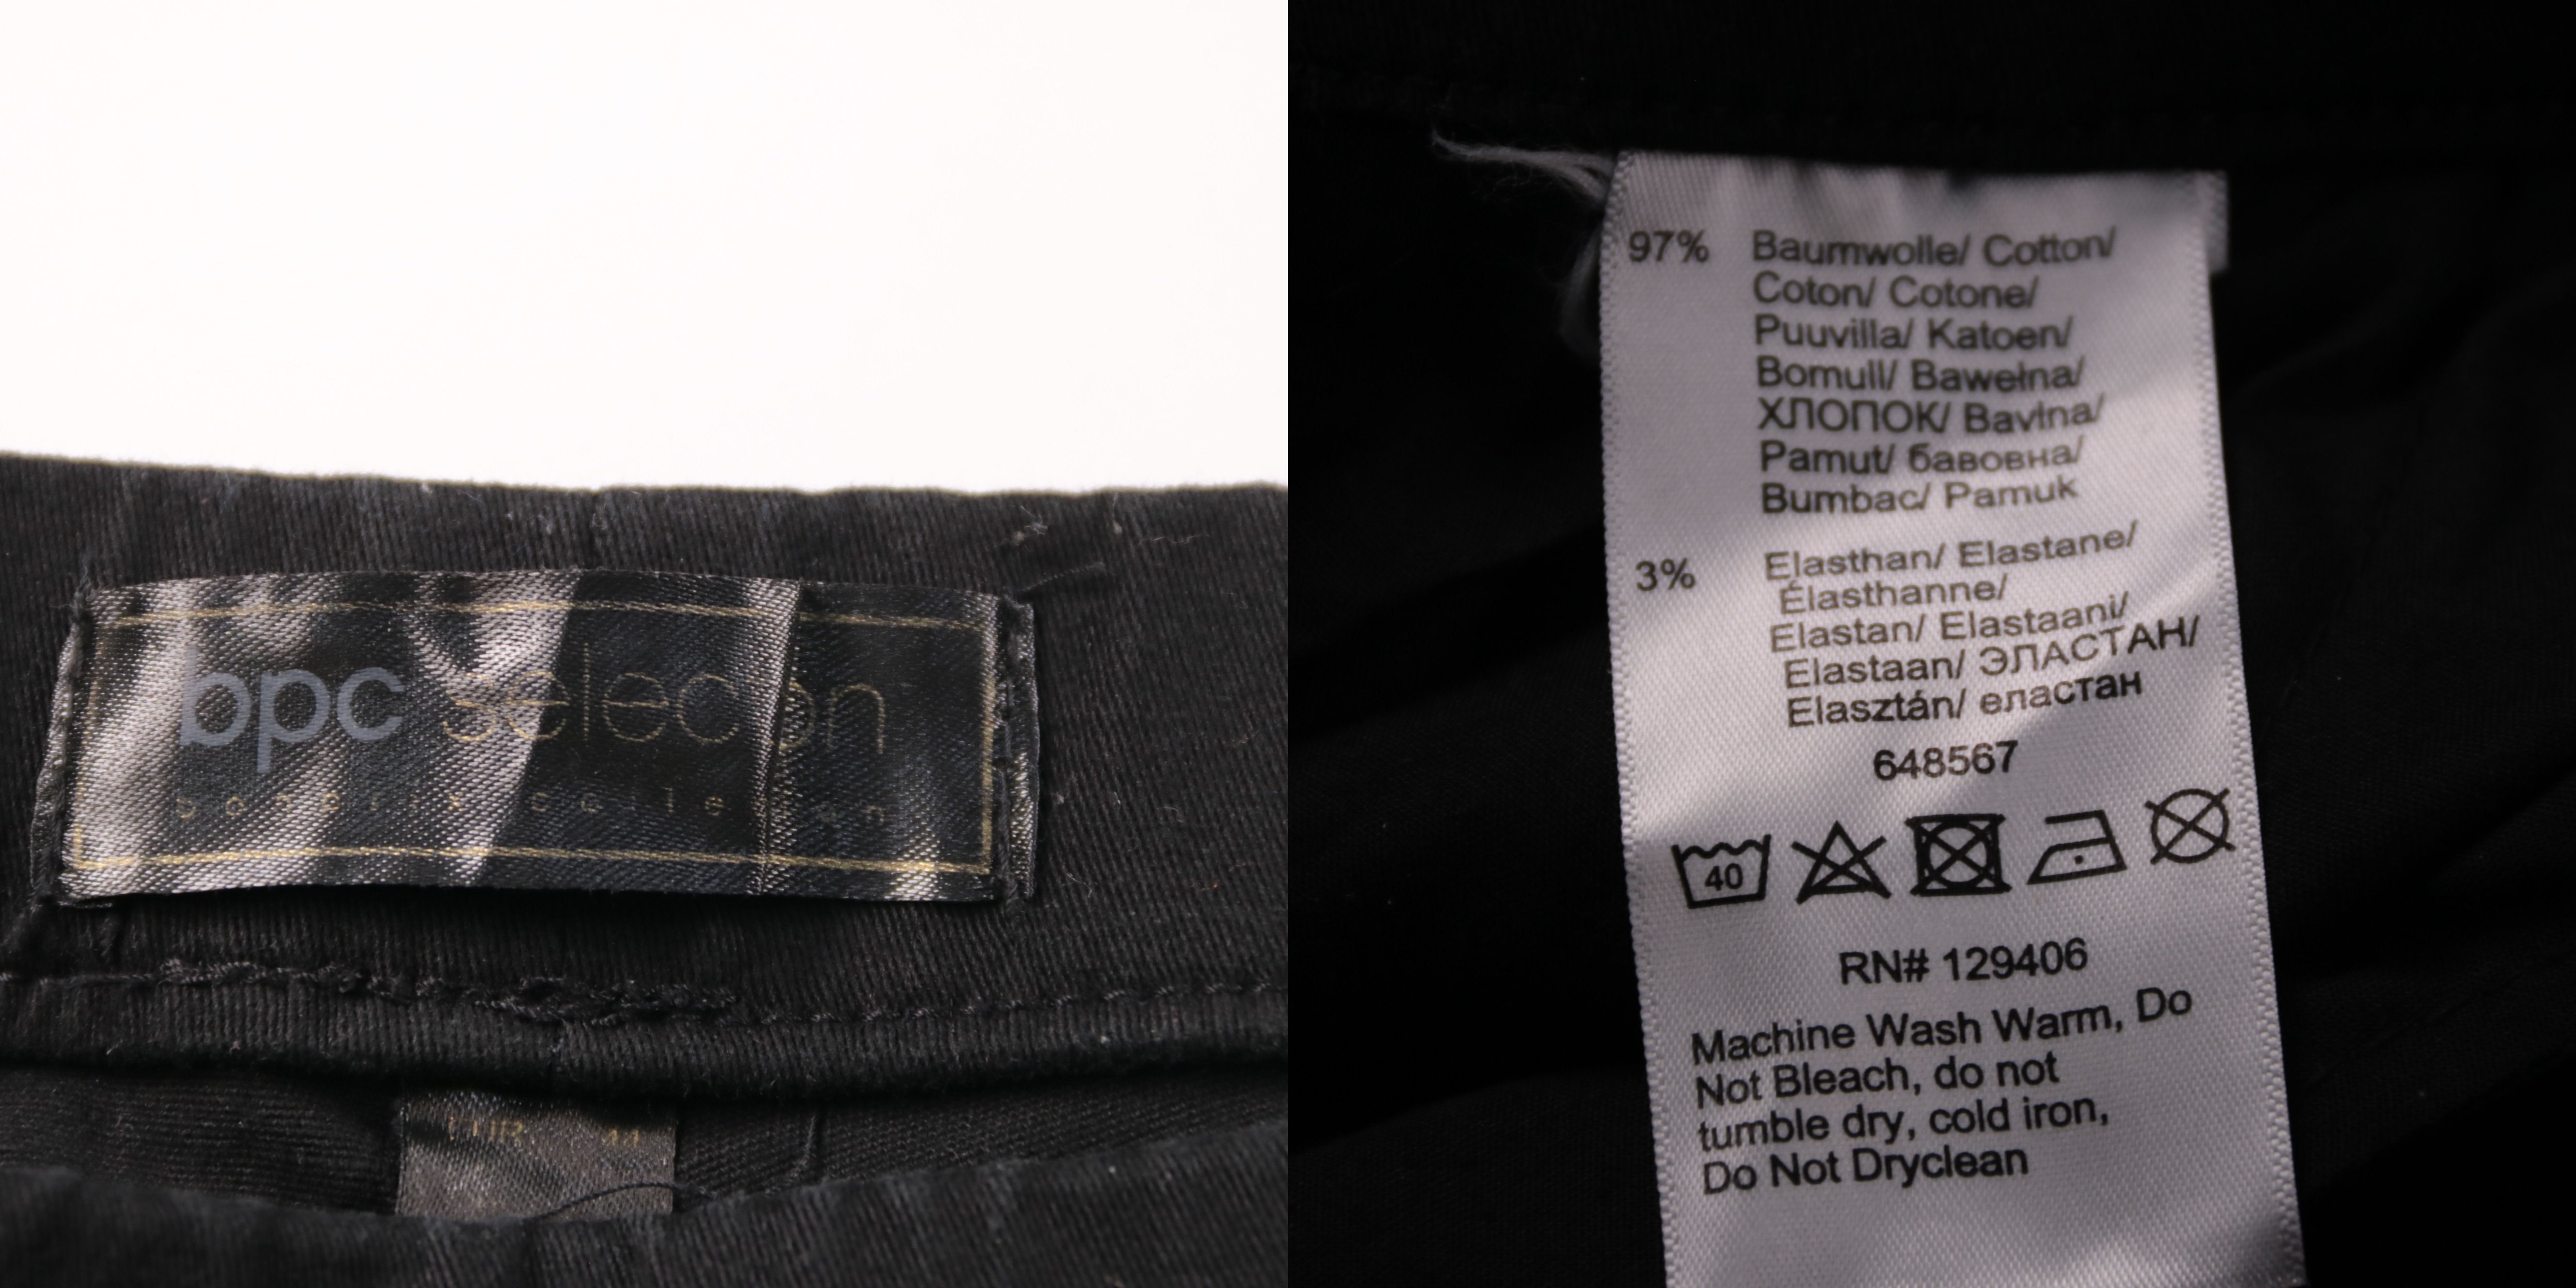 bpc
97% Baumwolle/ Cotton/
Coton/ Cotone/
Puuvilla/ Katoen/
Bomull/ Bawełna/
ХЛОПОК/ Bavlna/
Pamut/ бавовна/
Bumbac/ Pamuk
3% Elasthan/ Elastane/
Élasthanne/
Elastan/ Elastaani/
Elastaan/ ЭЛАСТАН/
Elasztán/ еластан
648567
40
RN# 129406
Machine Wash Warm, Do
Not Bleach, do not
tumble dry, cold iron,
Do Not Dryclean